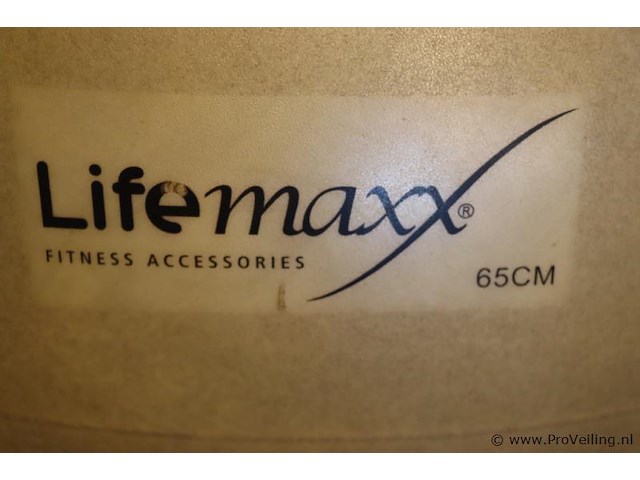 Lifemaxx®
FITNESS ACCESSORIES
65CM
© www.ProVeiling.nl